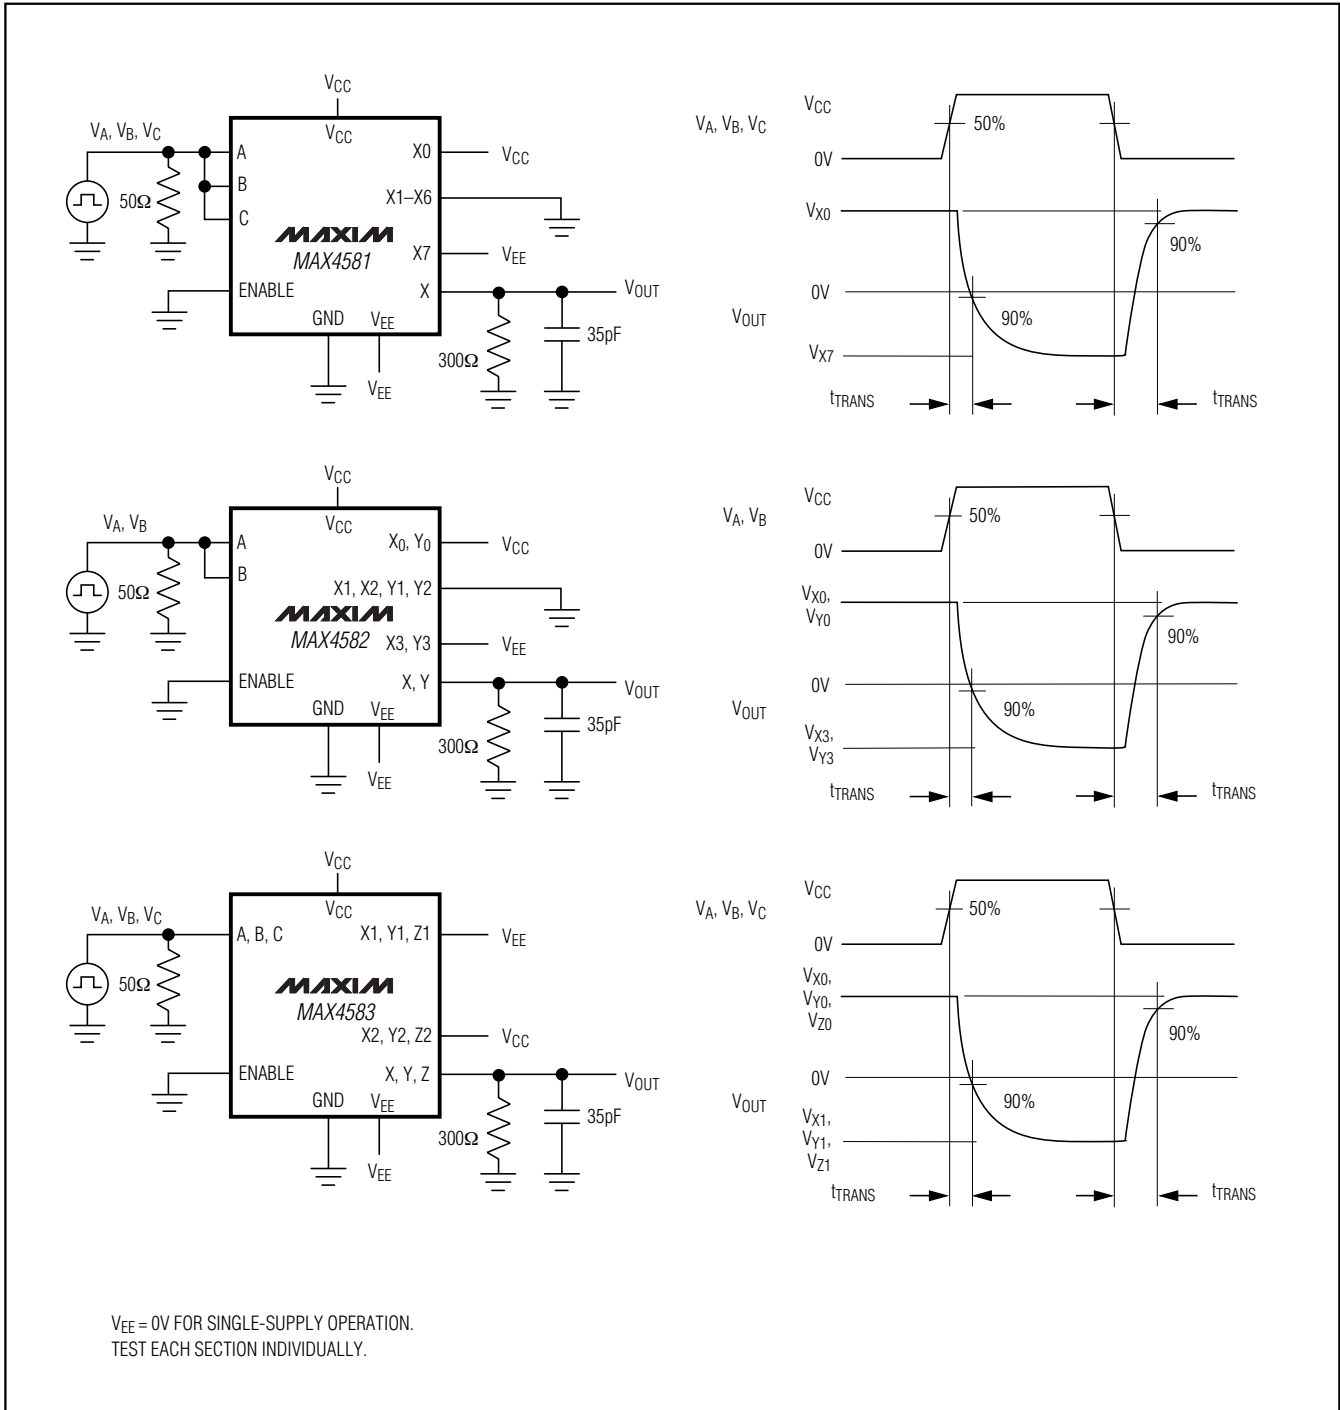 VCC
VA, VB, VC
50Ω
VCC
A
B
C
ENABLE
GND
VEE
X0
X1–X6
X7
X
MAXIM
MAX4581
VCC
VEE
VOUT
300Ω
35pF
VEE
VA, VB, VC
VCC
50%
0V
VX0
90%
0V
90%
VOUT
VX7
tTRANS
tTRANS
VCC
VA, VB
50Ω
VCC
A
B
ENABLE
GND
VEE
X0, Y0
X1, X2, Y1, Y2
X3, Y3
X, Y
MAXIM
MAX4582
VCC
VEE
VOUT
300Ω
35pF
VEE
VA, VB
VCC
50%
0V
VX0,
VY0
90%
0V
90%
VOUT
VX3,
VY3
tTRANS
tTRANS
VCC
VA, VB, VC
50Ω
VCC
A, B, C
ENABLE
GND
VEE
X1, Y1, Z1
X2, Y2, Z2
X, Y, Z
MAXIM
MAX4583
VEE
VCC
VOUT
300Ω
35pF
VEE
VA, VB, VC
VCC
50%
0V
VX0,
VY0,
VZ0
90%
0V
90%
VOUT
VX1,
VY1,
VZ1
tTRANS
tTRANS
VEE = 0V FOR SINGLE-SUPPLY OPERATION.
TEST EACH SECTION INDIVIDUALLY.